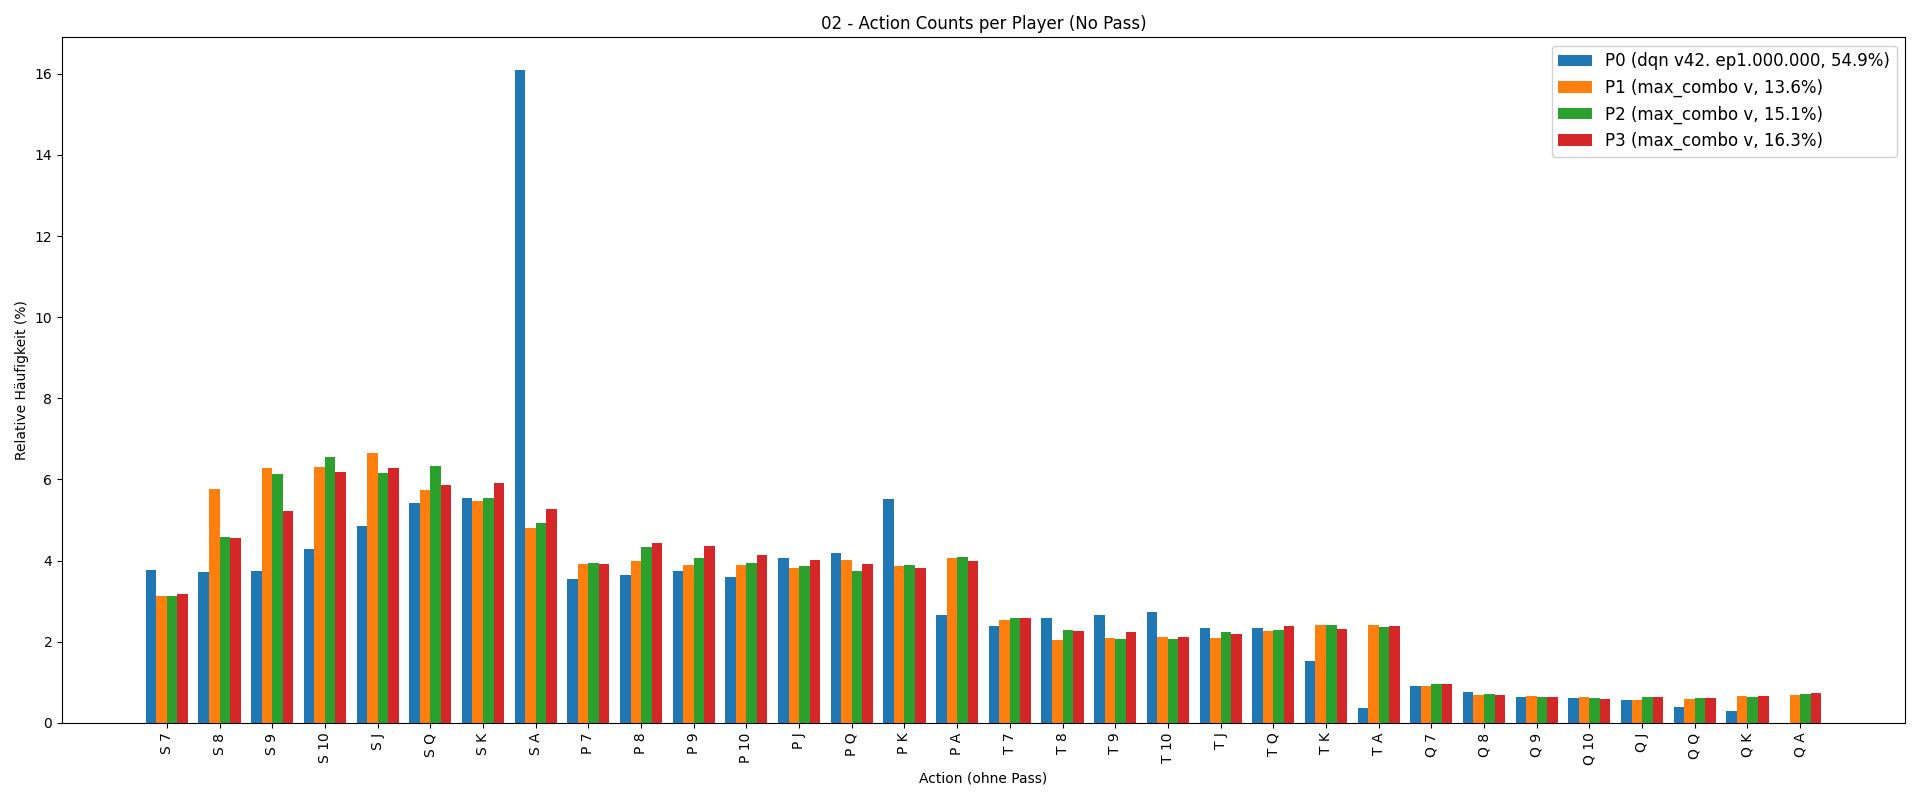 02 - Action Counts per Player (No Pass)
P0 (dqn v42. ep1.000.000, 54.9%)
P1 (max_combo v, 13.6%)
P2 (max_combo v, 15.1%)
P3 (max_combo v, 16.3%)
Relative Häufigkeit (%)
16
14
12
10
8
6
4
2
0
S 7
S 8
S 9
S 10
S J
S Q
S K
S A
P 7
P 8
P 9
P 10
P J
P Q
P K
P A
T 7
T 8
T 9
T 10
T J
T Q
T K
T A
Q 7
Q 8
Q 9
Q 10
Q J
Q Q
Q K
Q A
Action (ohne Pass)